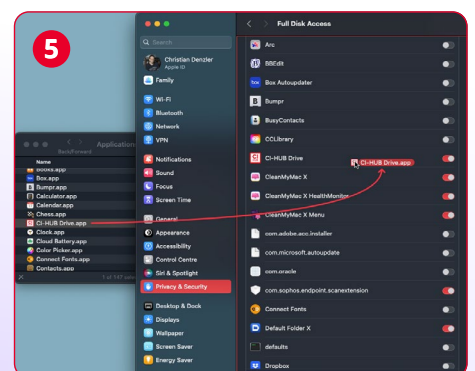 5
Search
Christian Denzler
Apple ID
Family
Wi-Fi
Bluetooth
Network
VPN
Notifications
Sound
Focus
Screen Time
General
Appearance
Accessibility
Control Centre
Siri & Spotlight
Privacy & Security
Desktop & Dock
Displays
Wallpaper
Screen Saver
Energy Saver
Full Disk Access
Arc
BBEdit
Box Autoupdater
Bumpr
BusyContacts
CCLibrary
CI-HUB Drive
CleanMyMac X
CleanMyMac X HealthMonitor
CleanMyMac X Menu
com.adobe.acc.installer
com.microsoft.autoupdate
com.oracle
com.sophos.endpoint.scanextension
Connect Fonts
Default Folder X
defaults
Dropbox
CI-HUB Drive.app
Applications
Back/Forward
Name
Books.app
Box.app
Bumpr.app
Calculator.app
Calendar.app
Chess.app
CI-HUB Drive.app
Clock.app
Cloud Battery.app
Color Picker.app
Connect Fonts.app
Contacts.app
1 of 147